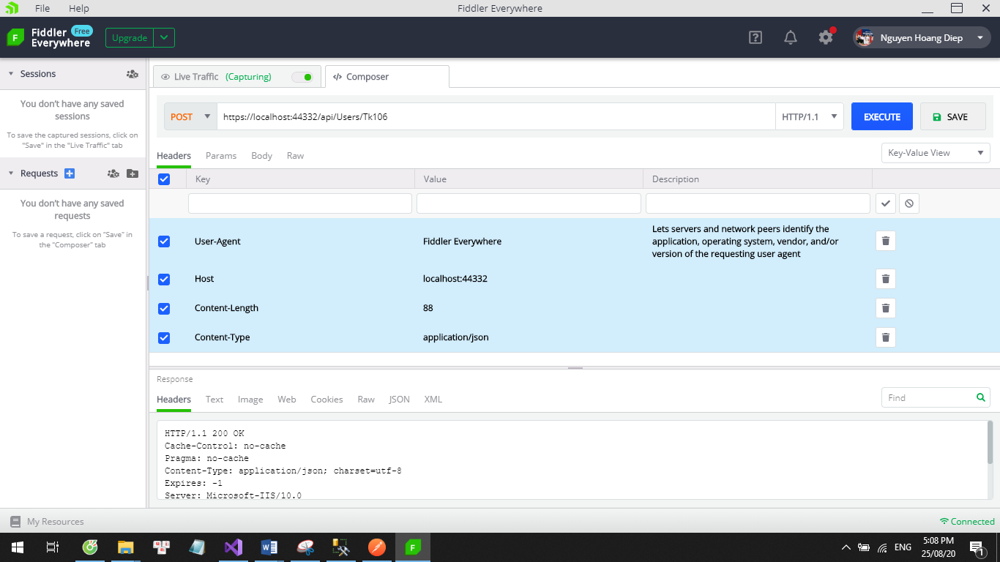 File Help Fiddler Everywhere
Fiddler Everywhere Free
Upgrade
Nguyen Hoang Diep
Sessions
You don't have any saved
sessions
To save the captured sessions, click on
"Save" in the "Live Traffic" tab
Requests
You don't have any saved
requests
To save a request, click on "Save" in
the "Composer" tab
Live Traffic (Capturing) Composer
POST https://localhost:44332/api/Users/Tk106 HTTP/1.1 EXECUTE SAVE
Headers Params Body Raw Key-Value View
Key Value Description
User-Agent Fiddler Everywhere Lets servers and network peers identify the
application, operating system, vendor, and/or
version of the requesting user agent
Host localhost:44332
Content-Length 88
Content-Type application/json
Response
Headers Text Image Web Cookies Raw JSON XML Find
HTTP/1.1 200 OK
Cache-Control: no-cache
Pragma: no-cache
Content-Type: application/json; charset=utf-8
Expires: -1
Server: Microsoft-IIS/10.0
My Resources Connected
ENG 5:08 PM
25/08/20 1